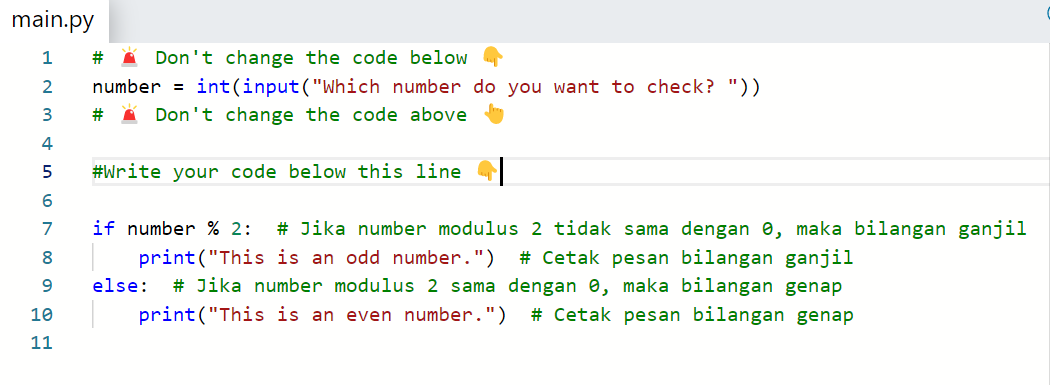 main.py
1 # 🚨 Don't change the code below 👇
2 number = int(input("Which number do you want to check? "))
3 # 🚨 Don't change the code above 👆
4
5 #Write your code below this line 👇
6
7 if number % 2:  # Jika number modulus 2 tidak sama dengan 0, maka bilangan ganjil
8     print("This is an odd number.")  # Cetak pesan bilangan ganjil
9 else:  # Jika number modulus 2 sama dengan 0, maka bilangan genap
10     print("This is an even number.")  # Cetak pesan bilangan genap
11